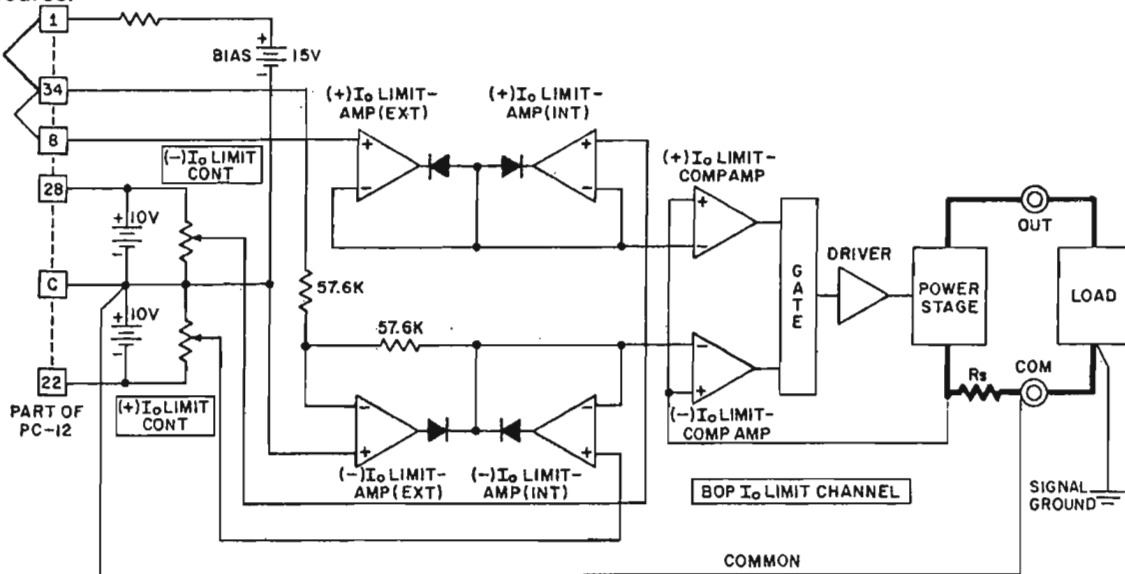 1
BIAS
+
-
15V
34
8
(-)I₀ LIMIT
CONT
28
+
10V
-
C
+
10V
-
22
PART OF
PC-12
(+)I₀ LIMIT
CONT
57.6K
57.6K
(+)I₀ LIMIT-
AMP(EXT)
+
-
(+)I₀ LIMIT-
AMP(INT)
+
-
(-)I₀ LIMIT-
AMP(EXT)
-
+
(-)I₀ LIMIT-
AMP(INT)
-
+
(+)I₀ LIMIT-
COMPAMP
+
-
-
+
(-)I₀ LIMIT-
COMP AMP
GATE
DRIVER
POWER
STAGE
OUT
LOAD
COM
Rs
BOP I₀ LIMIT CHANNEL
SIGNAL
GROUND
COMMON